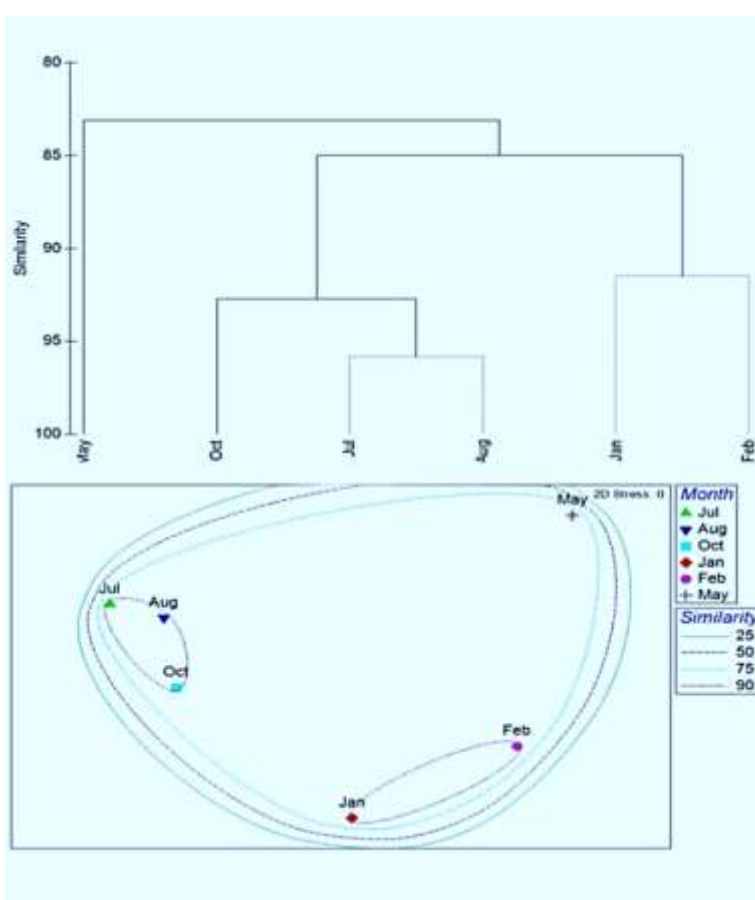 80
85
90
95
100
Similarity
May
Oct
Jul
Aug
Jan
Feb
2D Stress: 0
May
Jul
Aug
Oct
Feb
Jan
Month
Jul
Aug
Oct
Jan
Feb
May
Similarity
25
50
75
90